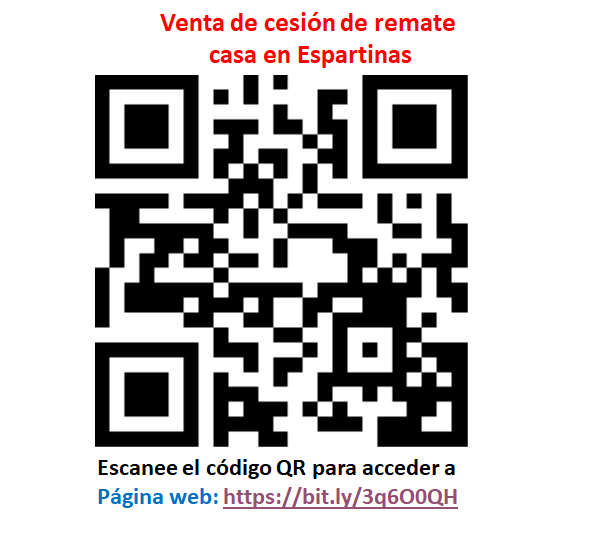 Venta de cesión de remate
casa en Espartinas
Escanee el código QR para acceder a
Página web: https://bit.ly/3q6O0QH